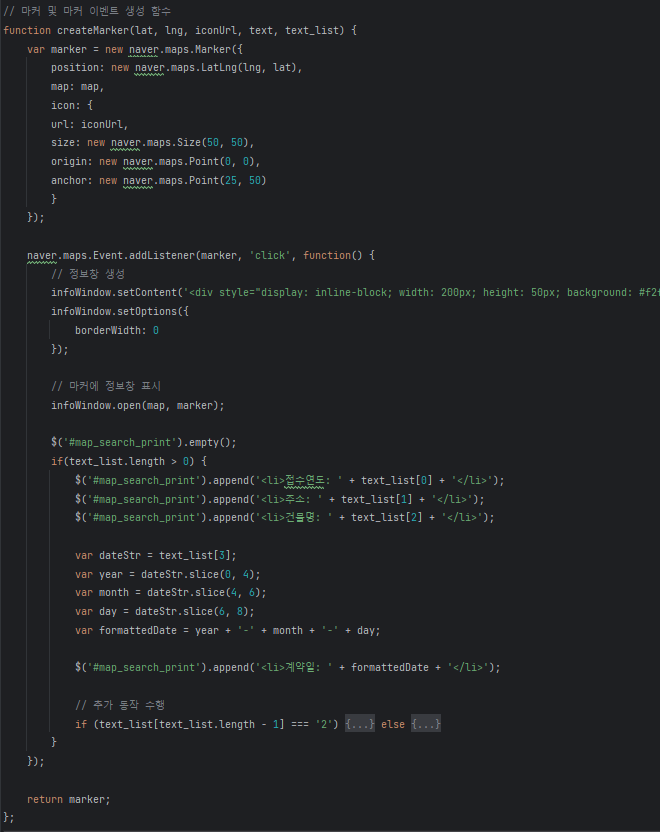 // 마커 및 마커 이벤트 생성 함수
function createMarker(lat, lng, iconUrl, text, text_list) {
var marker = new naver.maps.Marker({
position: new naver.maps.LatLng(lng, lat),
map: map,
icon: {
url: iconUrl,
size: new naver.maps.Size(50, 50),
origin: new naver.maps.Point(0, 0),
anchor: new naver.maps.Point(25, 50)
}
});
naver.maps.Event.addListener(marker, 'click', function() {
// 정보창 생성
infoWindow.setContent('<div style="display: inline-block; width: 200px; height: 50px; background: #f2f
infoWindow.setOptions({
borderWidth: 0
});
// 마커에 정보창 표시
infoWindow.open(map, marker);
$('#map_search_print').empty();
if(text_list.length > 0) {
$('#map_search_print').append('<li>접수연도: ' + text_list[0] + '</li>');
$('#map_search_print').append('<li>주소: ' + text_list[1] + '</li>');
$('#map_search_print').append('<li>건물명: ' + text_list[2] + '</li>');
var dateStr = text_list[3];
var year = dateStr.slice(0, 4);
var month = dateStr.slice(4, 6);
var day = dateStr.slice(6, 8);
var formattedDate = year + '-' + month + '-' + day;
$('#map_search_print').append('<li>계약일: ' + formattedDate + '</li>');
// 추가 동작 수행
if (text_list[text_list.length - 1] === '2') {...} else {...}
}
});
return marker;
};